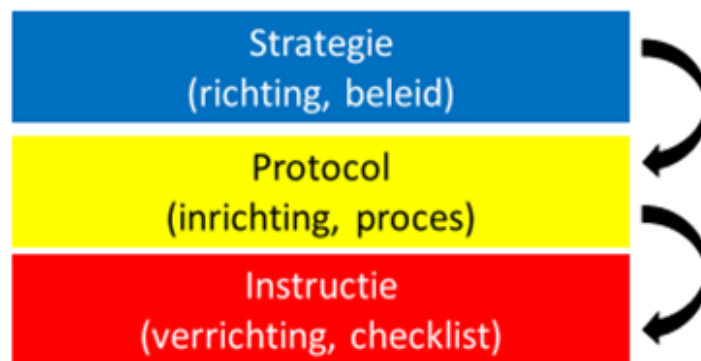 Strategie
(richting, beleid)
Protocol
(inrichting, proces)
Instructie
(verrichting, checklist)